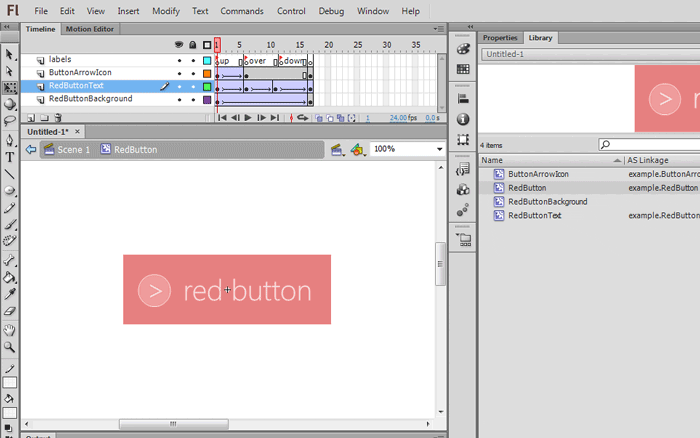 Fl File Edit View Insert Modify Text Commands Control Debug Window Help
Timeline Motion Editor
Properties Library
1 5 10 15 20 25 30 35
Untitled-1
labels
up over down
ButtonArrowIcon
RedButtonText
RedButtonBackground
1 24.00 fps 0.0 s
Untitled-1*
Scene 1 RedButton 100%
4 items
Name AS Linkage
ButtonArrowIcon example.ButtonArro
RedButton example.RedButton
RedButtonBackground
RedButtonText example.RedButton
> red button